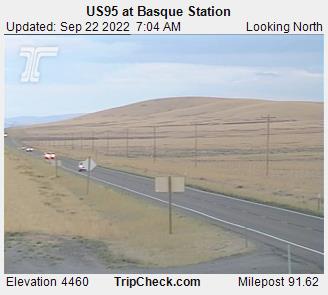 US95 at Basque Station
Updated: Sep 22 2022 7:04 AM Looking North
Elevation 4460 TripCheck.com Milepost 91.62